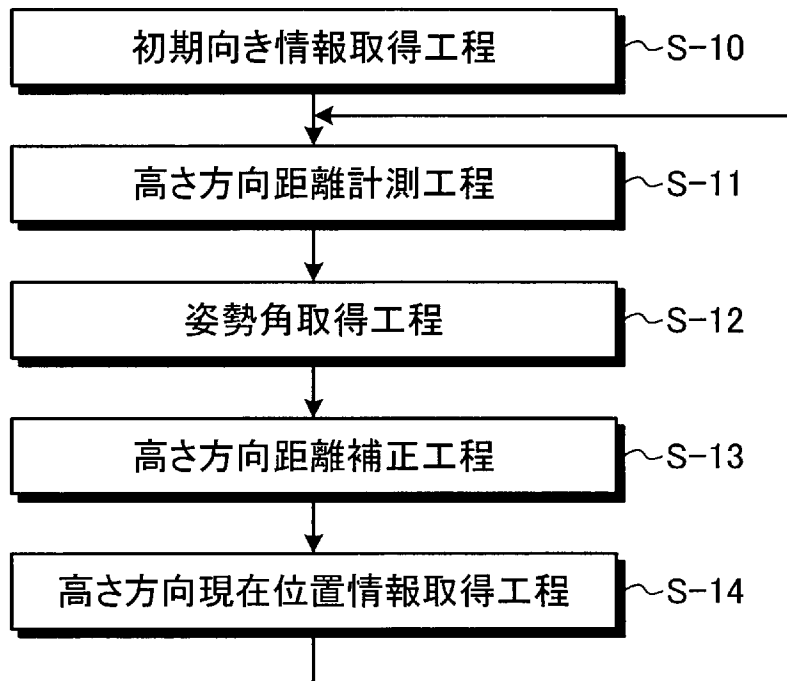 初期向き情報取得工程 S-10
高さ方向距離計測工程 S-11
姿勢角取得工程 S-12
高さ方向距離補正工程 S-13
高さ方向現在位置情報取得工程 S-14